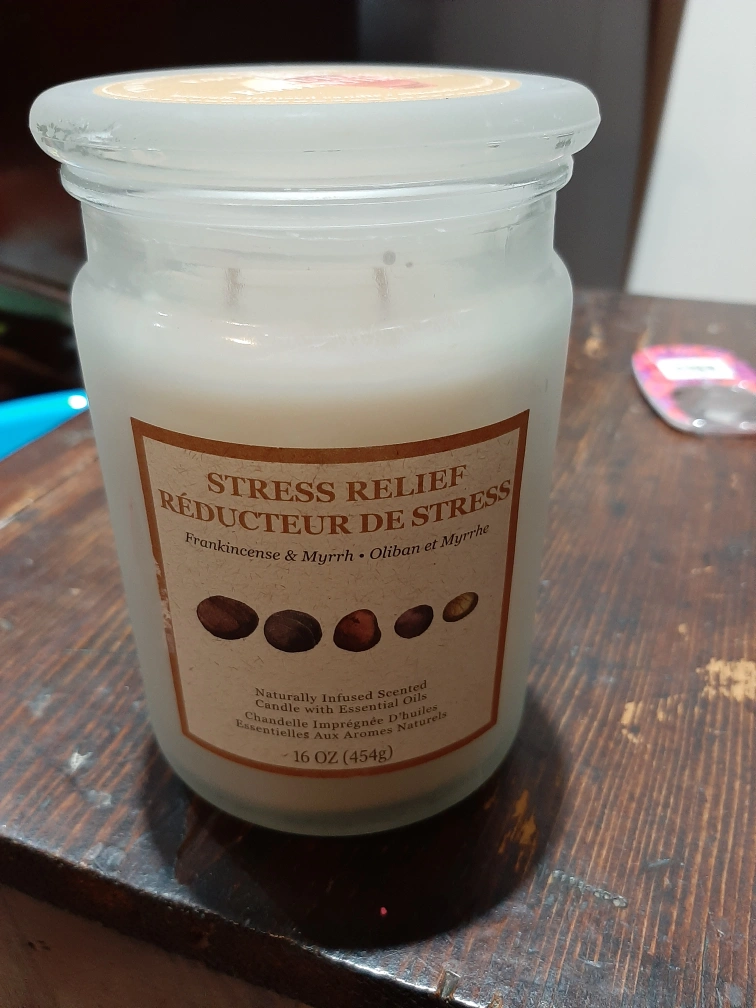 STRESS RELIEF
RÉDUCTEUR DE STRESS
Frankincense & Myrrh • Oliban et Myrrhe
Naturally Infused Scented
Candle with Essential Oils
Chandelle Imprégnée D'huiles
Essentielles Aux Aromes Naturels
16 OZ (454g)